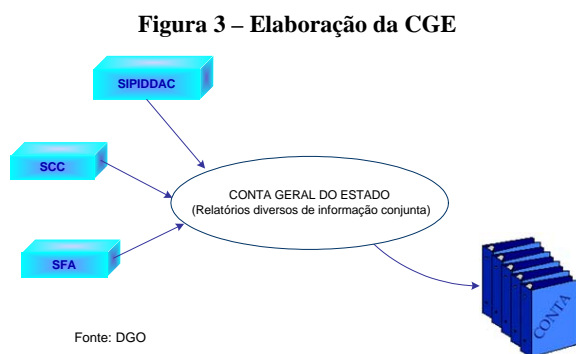 Figura 3 – Elaboração da CGE
SIPIDDAC
SCC
CONTA GERAL DO ESTADO
(Relatórios diversos de informação conjunta)
SFA
CONTA
Fonte: DGO